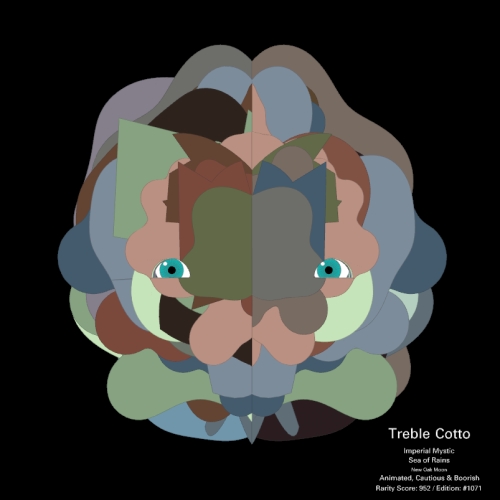 Treble Cotto
Imperial Mystic
Sea of Rains
New Oak Moon
Animated, Cautious & Boorish
Rarity Score: 952 / Edition: #1071